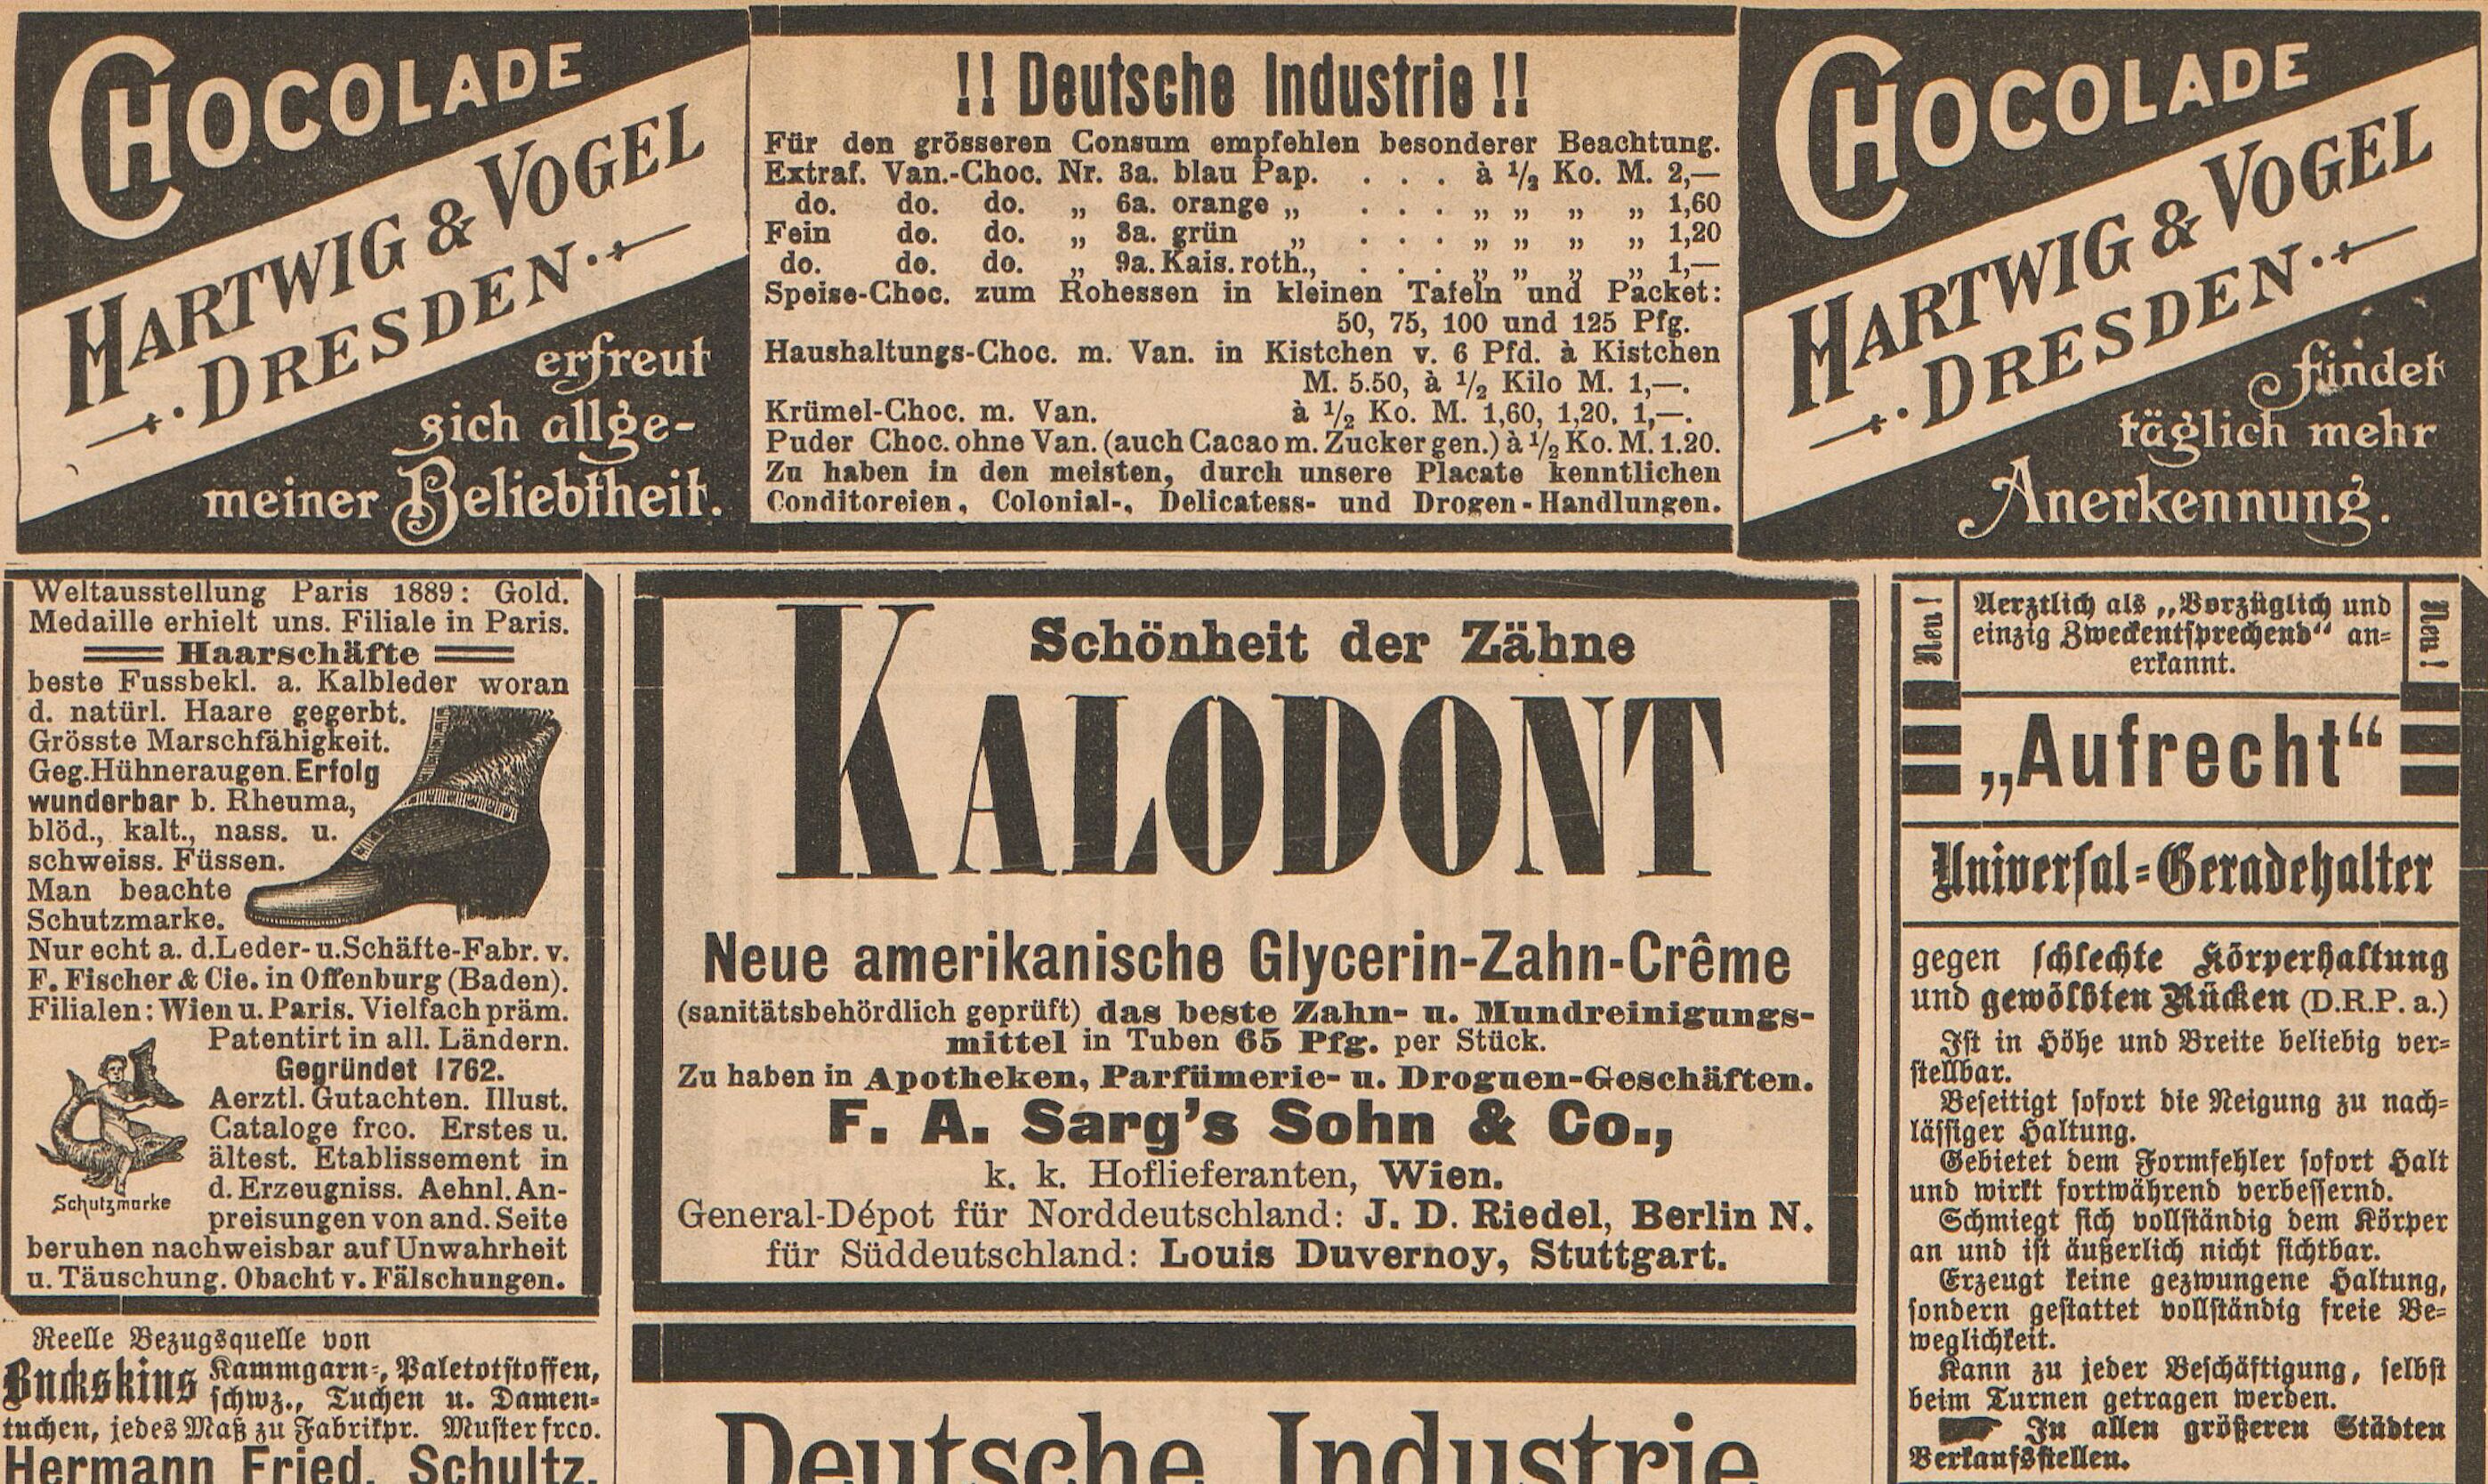 CHOCOLADE
HARTWIG & VOGEL
DRESDEN
erfreut
sich allge-
meiner Beliebtheit.
!! Deutsche Industrie !!
Für den grösseren Consum empfehlen besonderer Beachtung.
Extraf. Van.-Choc. Nr. 3a. blau Pap. . . . à 1/2 Ko. M. 2,—
do. do. do. „ 6a. orange „ . . . „ „ „ „ 1,60
Fein do. do. „ 8a. grün „ . . . „ „ „ „ 1,20
do. do. do. „ 9a. Kais. roth., . . . „ „ „ „ 1,—
Speise-Choc. zum Rohessen in kleinen Tafeln und Packet:
50, 75, 100 und 125 Pfg.
Haushaltungs-Choc. m. Van. in Kistchen v. 6 Pfd. à Kistchen
M. 5.50, à 1/2 Kilo M. 1,—.
Krümel-Choc. m. Van. à 1/2 Ko. M. 1,60, 1,20, 1,—.
Puder Choc. ohne Van. (auch Cacao m. Zucker gen.) à 1/2 Ko. M. 1.20.
Zu haben in den meisten, durch unsere Placate kenntlichen
Conditoreien, Colonial-, Delicatess- und Drogen-Handlungen.
CHOCOLADE
HARTWIG & VOGEL
DRESDEN
findet
täglich mehr
Anerkennung.
Weltausstellung Paris 1889: Gold.
Medaille erhielt uns. Filiale in Paris.
Haarschäfte
beste Fussbekl. a. Kalbleder woran
d. natürl. Haare gegerbt.
Grösste Marschfähigkeit.
Geg. Hühneraugen. Erfolg
wunderbar b. Rheuma,
blöd., kalt., nass. u.
schweiss. Füssen.
Man beachte
Schutzmarke.
Nur echt a. d. Leder- u. Schäfte-Fabr. v.
F. Fischer & Cie. in Offenburg (Baden).
Filialen: Wien u. Paris. Vielfach präm.
Patentirt in all. Ländern.
Gegründet 1762.
Aerztl. Gutachten. Illust.
Cataloge frco. Erstes u.
ältest. Etablissement in
d. Erzeugniss. Aehnl. An-
preisungen von and. Seite
beruhen nachweisbar auf Unwahrheit
u. Täuschung. Obacht v. Fälschungen.
Schutzmarke
Reelle Bezugsquelle von
Buckskins Kammgarn-, Paletotstoffen,
schwz., Tuchen u. Damen-
tuchen, jedes Maß zu Fabrikpr. Muster frco.
Hermann Fried. Schultz.
Schönheit der Zähne
KALODONT
Neue amerikanische Glycerin-Zahn-Crême
(sanitätsbehördlich geprüft) das beste Zahn- u. Mundreinigungs-
mittel in Tuben 65 Pfg. per Stück.
Zu haben in Apotheken, Parfümerie- u. Droguen-Geschäften.
F. A. Sarg's Sohn & Co.,
k. k. Hoflieferanten, Wien.
General-Dépot für Norddeutschland: J. D. Riedel, Berlin N.
für Süddeutschland: Louis Duvernoy, Stuttgart.
Deutsche Industrie
Neu!
Aerztlich als „Vorzüglich und
einzig Zweckentsprechend“ an-
erkannt.
Neu!
„Aufrecht“
Universal-Geradehalter
gegen schlechte Körperhaltung
und gewölbten Rücken (D.R.P. a.)
Ist in Höhe und Breite beliebig ver-
stellbar.
Beseitigt sofort die Neigung zu nach-
lässiger Haltung.
Gebietet dem Formfehler sofort Halt
und wirkt fortwährend verbessernd.
Schmiegt sich vollständig dem Körper
an und ist äußerlich nicht sichtbar.
Erzeugt keine gezwungene Haltung,
sondern gestattet vollständig freie Be-
weglichkeit.
Kann zu jeder Beschäftigung, selbst
beim Turnen getragen werden.
In allen größeren Städten
Verkaufsstellen.